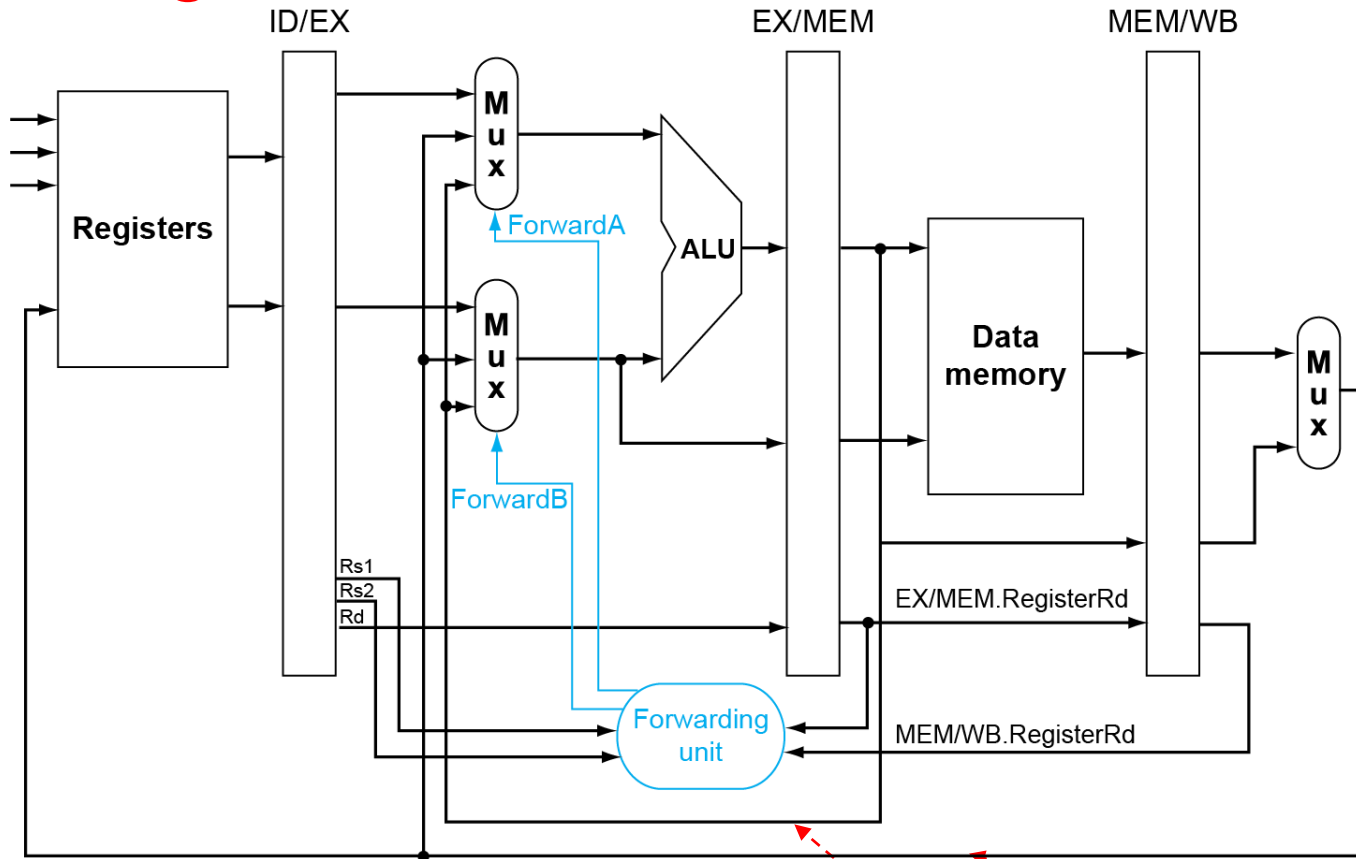 ID/EX
EX/MEM
MEM/WB
M
u
x
Registers
ForwardA
ALU
M
u
x
Data
memory
M
u
x
ForwardB
Rs1
Rs2
Rd
EX/MEM.RegisterRd
Forwarding
unit
MEM/WB.RegisterRd